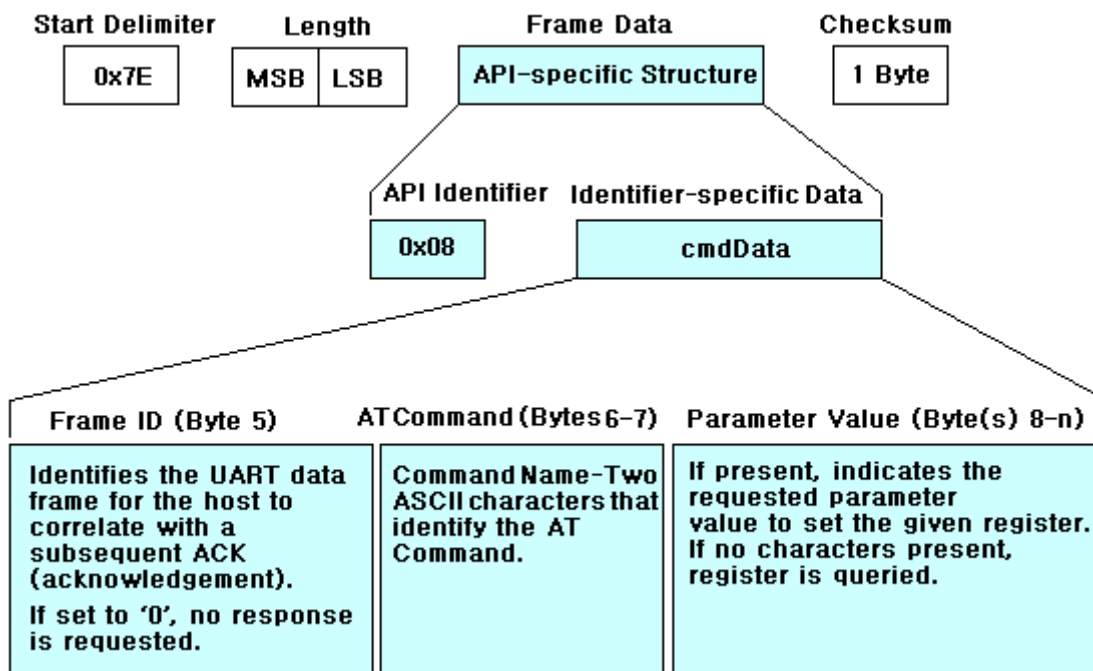 Start Delimiter Length Frame Data Checksum
0x7E MSB LSB API-specific Structure 1 Byte
API Identifier Identifier-specific Data
0x08 cmdData
Frame ID (Byte 5)
Identifies the UART data
frame for the host to
correlate with a
subsequent ACK
(acknowledgement).
If set to ‘0’, no response
is requested.
AT Command (Bytes 6-7)
Command Name-Two
ASCII characters that
identify the AT
Command.
Parameter Value (Byte(s) 8-n)
If present, indicates the
requested parameter
value to set the given register.
If no characters present,
register is queried.